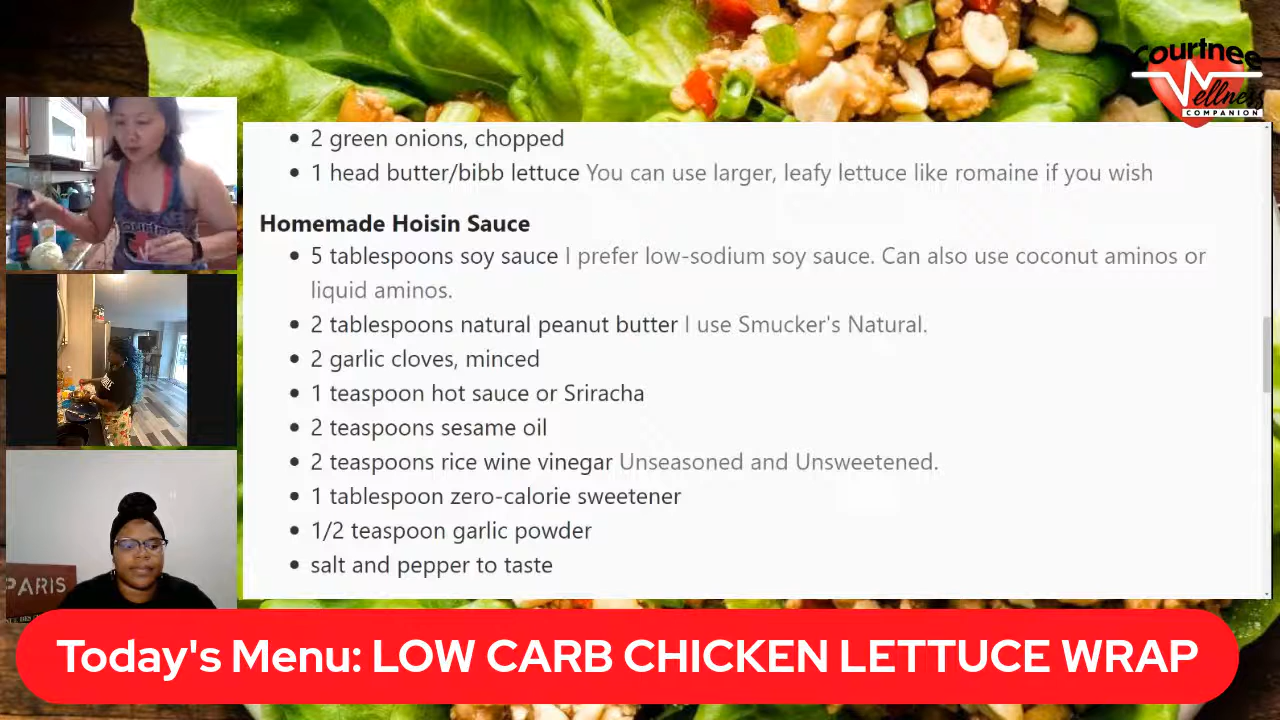 courtnee
Wellness
COMPANION
2 green onions, chopped
1 head butter/bibb lettuce You can use larger, leafy lettuce like romaine if you wish
Homemade Hoisin Sauce
5 tablespoons soy sauce I prefer low-sodium soy sauce. Can also use coconut aminos or
liquid aminos.
2 tablespoons natural peanut butter I use Smucker's Natural.
2 garlic cloves, minced
1 teaspoon hot sauce or Sriracha
2 teaspoons sesame oil
2 teaspoons rice wine vinegar Unseasoned and Unsweetened.
1 tablespoon zero-calorie sweetener
1/2 teaspoon garlic powder
salt and pepper to taste
PARIS
Today's Menu: LOW CARB CHICKEN LETTUCE WRAP